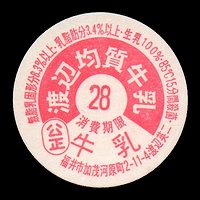 無脂乳固形分8.3%以上・乳脂肪分3.4%以上・生乳100%85℃15分間殺菌
渡辺均質牛乳
28
消費期限
公正
牛乳
福井市加茂河原町2-11-4渡辺英二